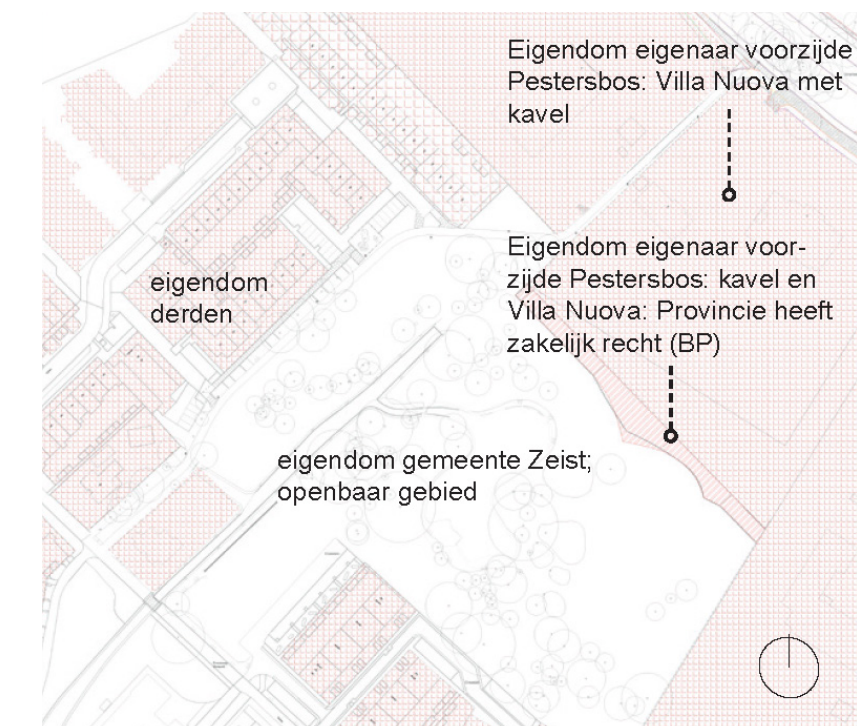 Eigendom eigenaar voorzijde
Pestersbos: Villa Nuova met
kavel
Eigendom eigenaar voor-
zijde Pestersbos: kavel en
Villa Nuova: Provincie heeft
zakelijk recht (BP)
eigendom
derden
eigendom gemeente Zeist;
openbaar gebied